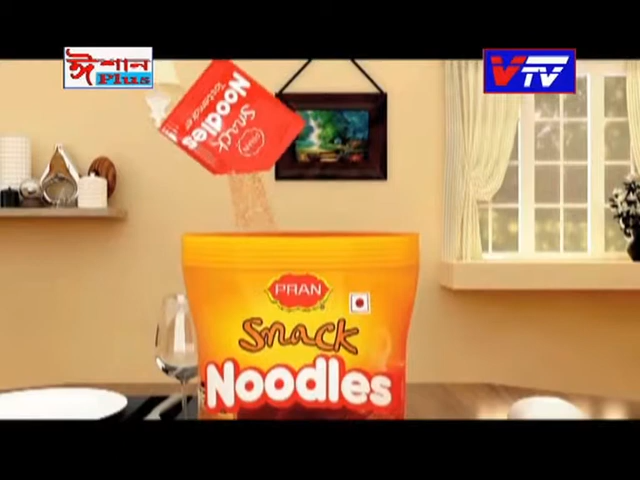 ঈশান
Plus
VTV
Noodles
Snack
PRAN
PRAN
Snack
Noodles